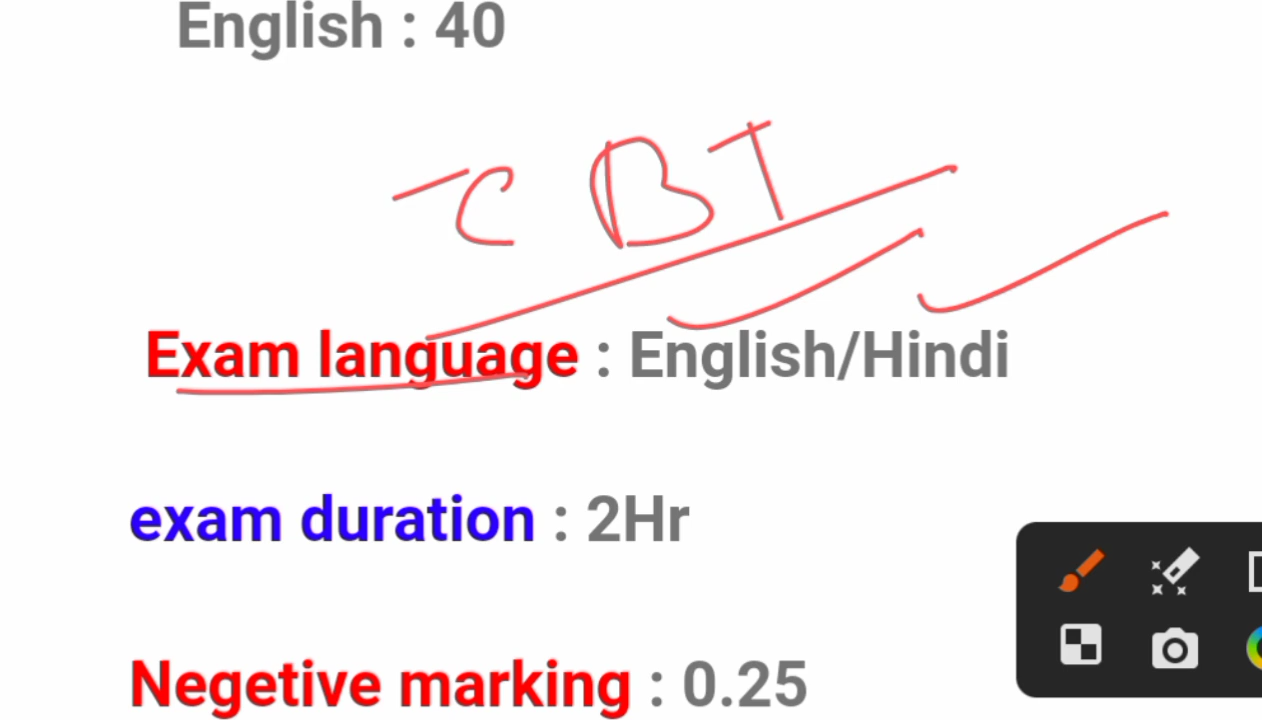 English : 40
CBT
Exam language : English/Hindi
exam duration : 2Hr
Negetive marking : 0.25